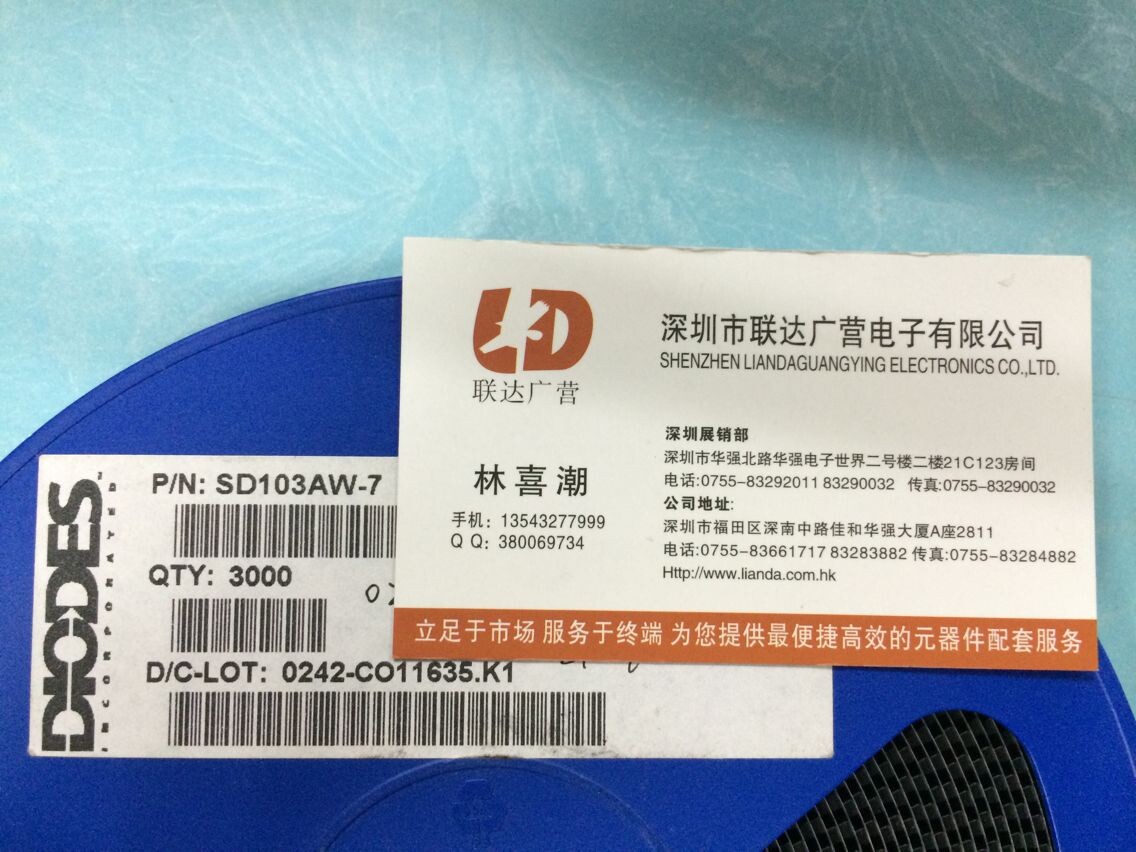 联达广营
深圳市联达广营电子有限公司
SHENZHEN LIANDAGUANGYING ELECTRONICS CO.,LTD.
林喜潮
手机：13543277999
Q Q：380069734
深圳展销部
深圳市华强北路华强电子世界二号楼二楼21C123房间
电话:0755-83292011 83290032 传真:0755-83290032
公司地址:
深圳市福田区深南中路佳和华强大厦A座2811
电话:0755-83661717 83283882 传真:0755-83284882
Http://www.lianda.com.hk
立足于市场 服务于终端 为您提供最便捷高效的元器件配套服务
DIODES
INCORPORATED
P/N: SD103AW-7
QTY: 3000
D/C-LOT: 0242-CO11635.K1